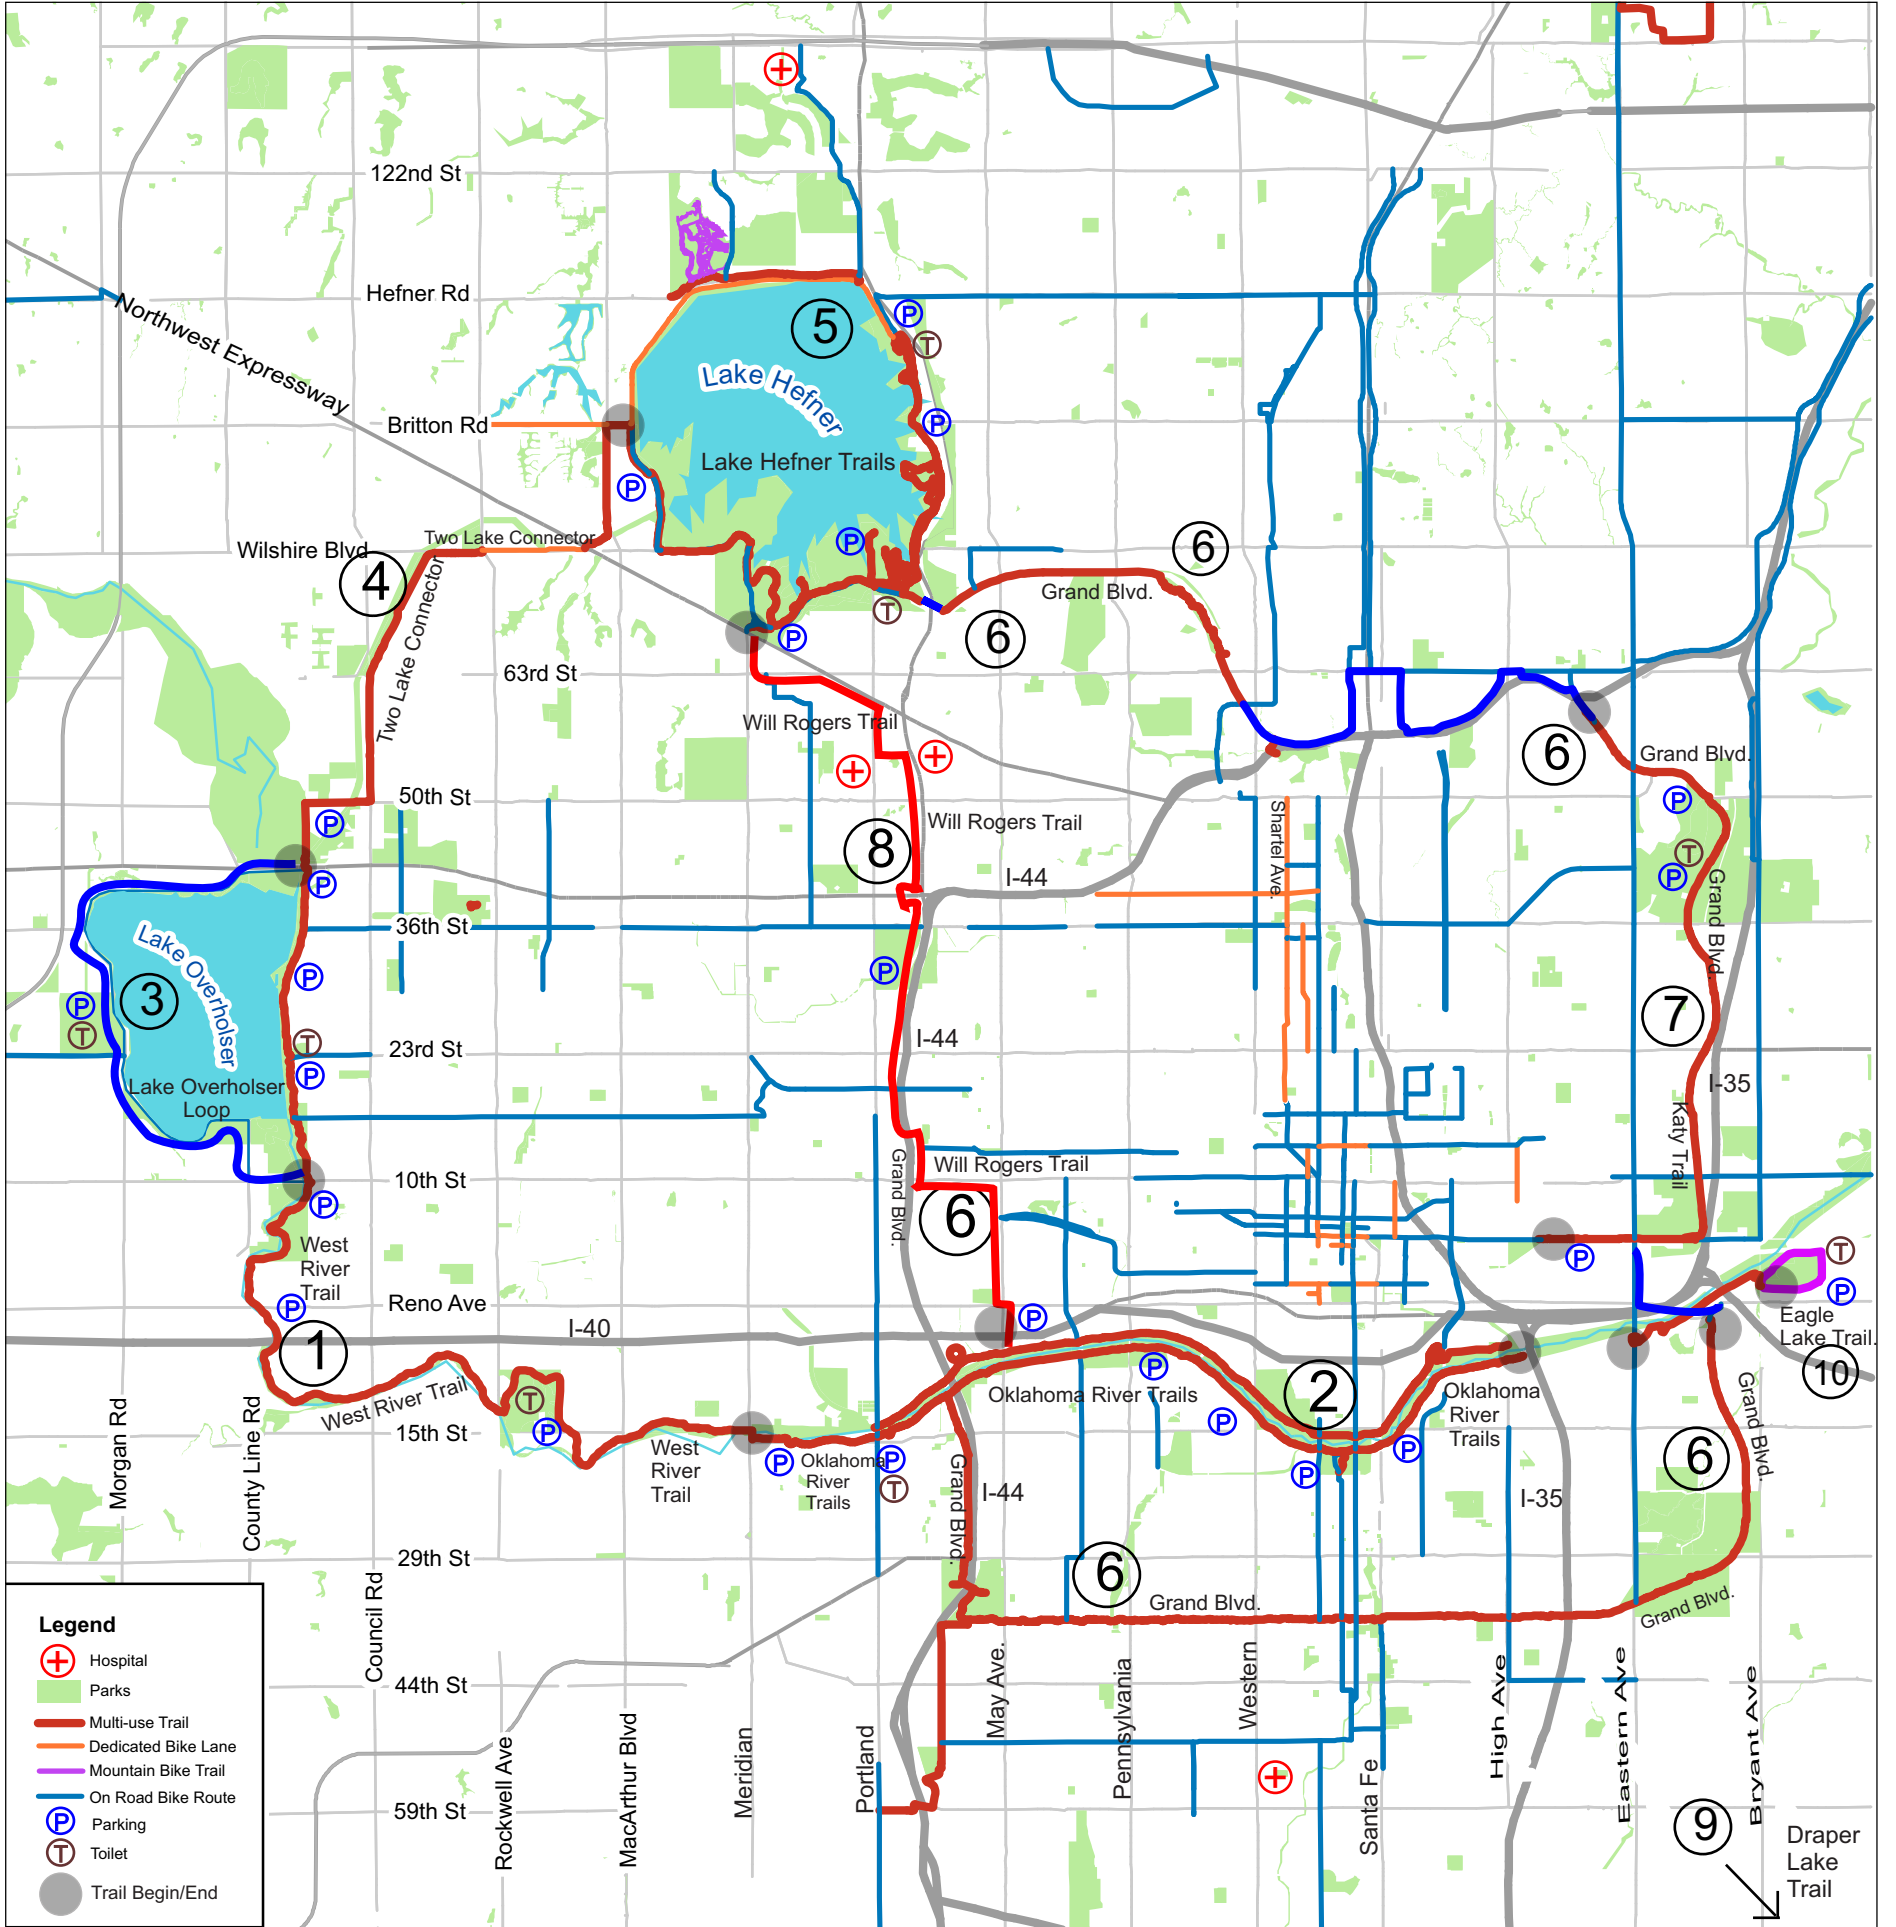 122nd St
Hefner Rd
Northwest Expressway
5
P
T
Lake Hefner
P
Britton Rd
Lake Hefner Trails
P
Wilshire Blvd
Two Lake Connector
P
6
4
Two Lake Connector
T
Grand Blvd.
6
P
63rd St
Will Rogers Trail
6
Grand Blvd.
50th St
P
P
Will Rogers Trail
Shartel Ave.
8
T
P
P
I-44
Grand Blvd
36th St
Lake Overholser
P
P
3
P
T
7
T
23rd St
I-44
P
Lake Overholser
Loop
I-35
Katy Trail
Grand Blvd.
Will Rogers Trail
10th St
P
6
West
River
Trail
P
T
P
Reno Ave
P
P
Eagle
Lake Trail.
I-40
1
10
P
2
Oklahoma River Trails
Oklahoma
River
Trails
West River Trail
T
P
P
P
P
15th St
Grand Blvd.
Morgan Rd
County Line Rd
West
River
Trail
P
Oklahoma
River
Trails
P
T
Grand Blvd.
I-44
6
I-35
29th St
6
Grand Blvd.
Grand Blvd.
Council Rd
Legend
Hospital
Parks
Multi-use Trail
Dedicated Bike Lane
Mountain Bike Trail
On Road Bike Route
P Parking
T Toilet
Trail Begin/End
44th St
59th St
Rockwell Ave
MacArthur Blvd
Meridian
Portland
May Ave.
Pennsylvania
Western
Santa Fe
High Ave
Eastern Ave
Bryant Ave
9
Draper
Lake
Trail